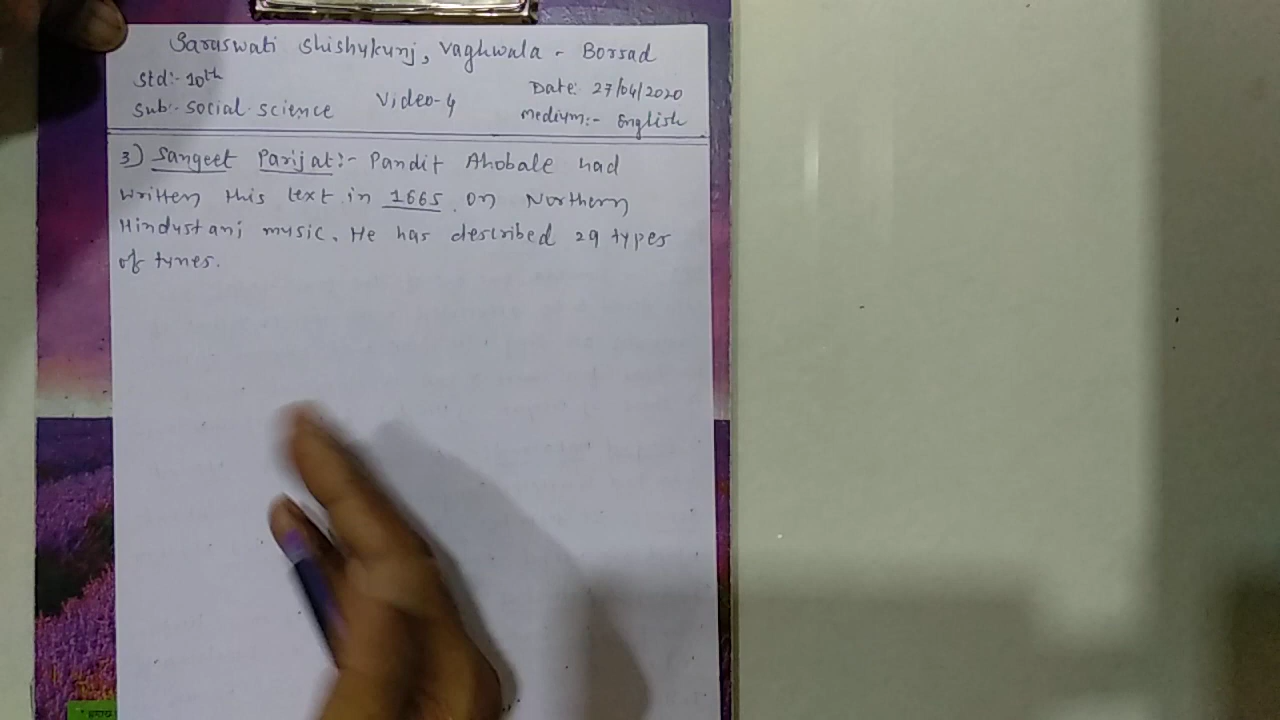 Saraswati Shishukunj, Vaghwala - Borsad
Std:- 10th
Date: 27/04/2020
Sub:- Social science
Video-4
Medium:- English
3) Sangeet Parijat:- Pandit Ahobale had
written this text in 1665 on Northern
Hindustani music. He has described 29 types
of tunes.